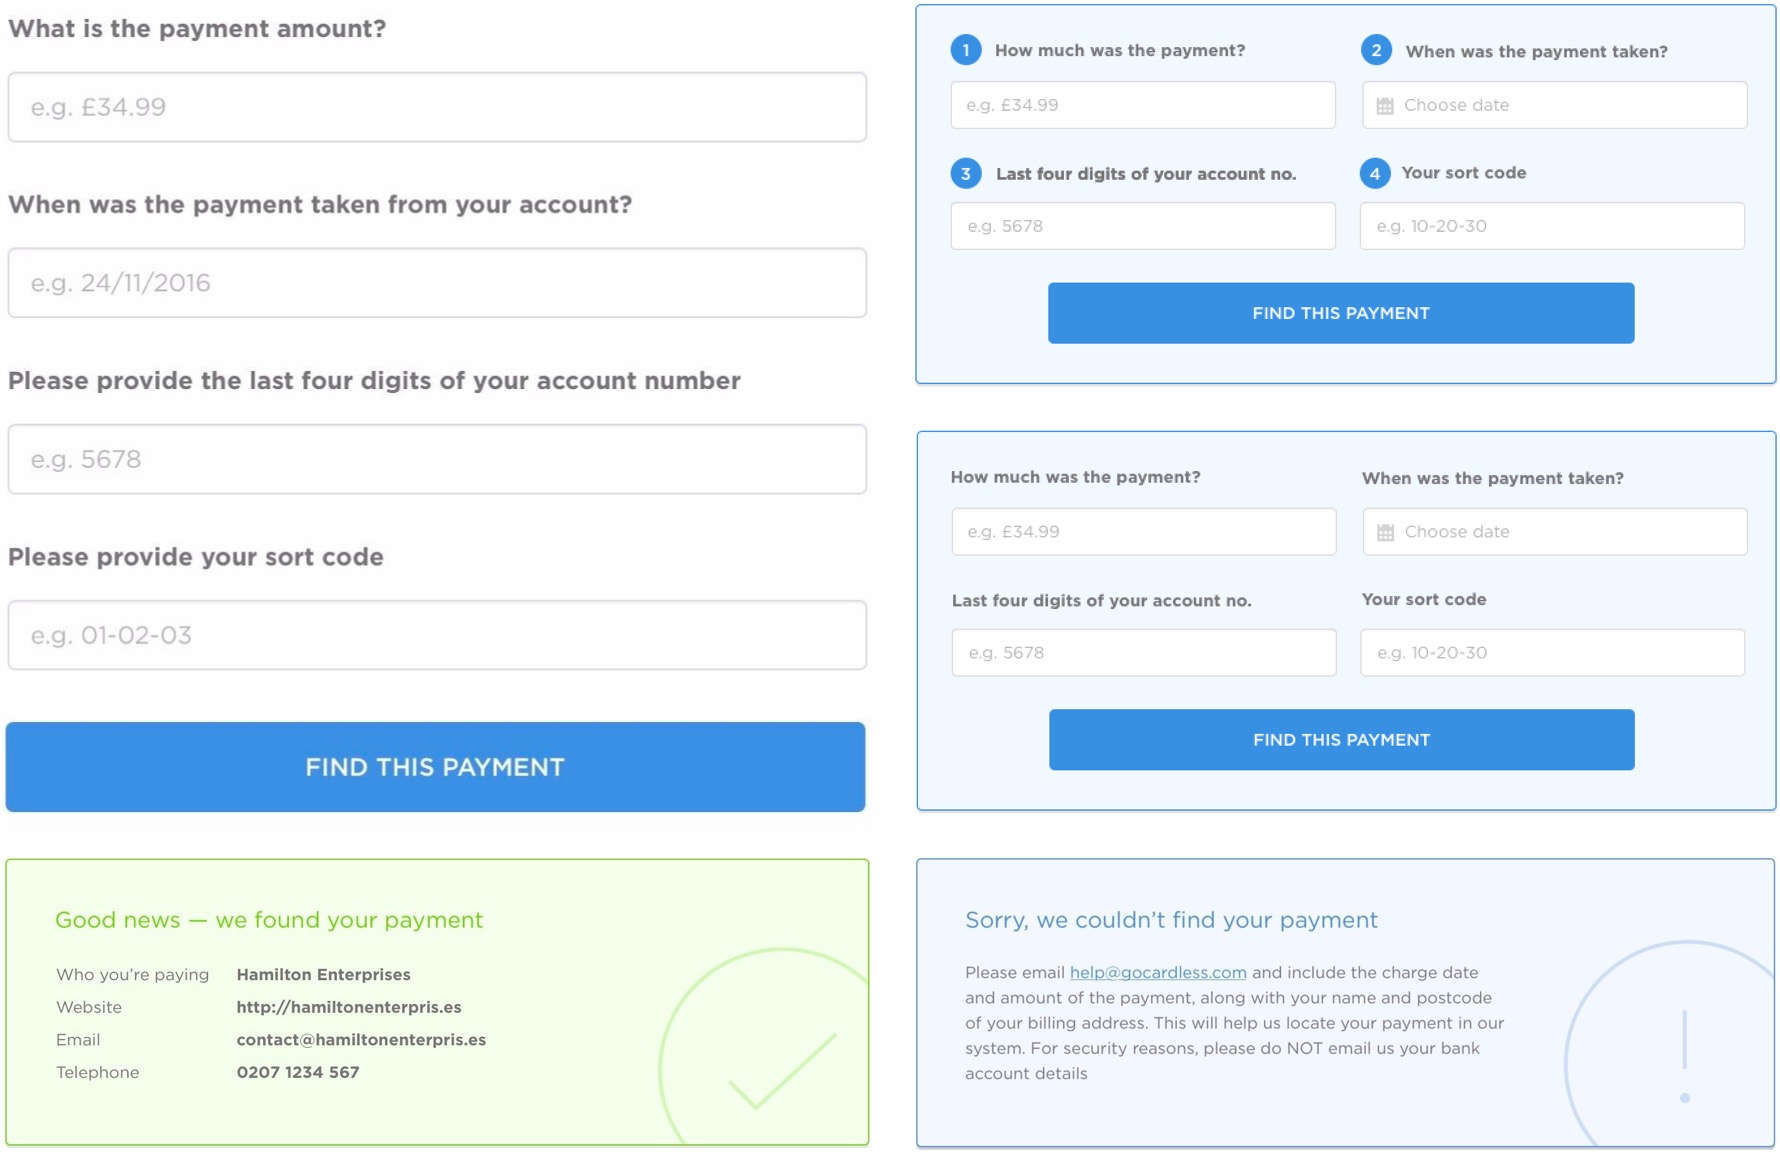 What is the payment amount?
e.g. £34.99
When was the payment taken from your account?
e.g. 24/11/2016
Please provide the last four digits of your account number
e.g. 5678
Please provide your sort code
e.g. 01-02-03
FIND THIS PAYMENT
1 How much was the payment?
e.g. £34.99
2 When was the payment taken?
Choose date
3 Last four digits of your account no.
e.g. 5678
4 Your sort code
e.g. 10-20-30
FIND THIS PAYMENT
How much was the payment?
e.g. £34.99
When was the payment taken?
Choose date
Last four digits of your account no.
e.g. 5678
Your sort code
e.g. 10-20-30
FIND THIS PAYMENT
Good news — we found your payment
Who you’re paying Hamilton Enterprises
Website http://hamiltonenterpris.es
Email contact@hamiltonenterpris.es
Telephone 0207 1234 567
Sorry, we couldn’t find your payment
Please email help@gocardless.com and include the charge date
and amount of the payment, along with your name and postcode
of your billing address. This will help us locate your payment in our
system. For security reasons, please do NOT email us your bank
account details